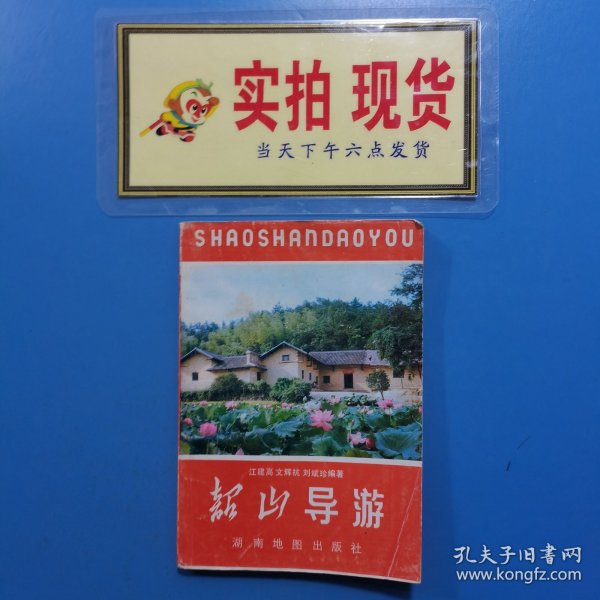 实拍 现货
当天下午六点发货
SHAOSHANDAOYOU
江建高 文辉抗 刘斌珍编著
韶山导游
湖南地图出版社
孔夫子旧书网
www.kongfz.com